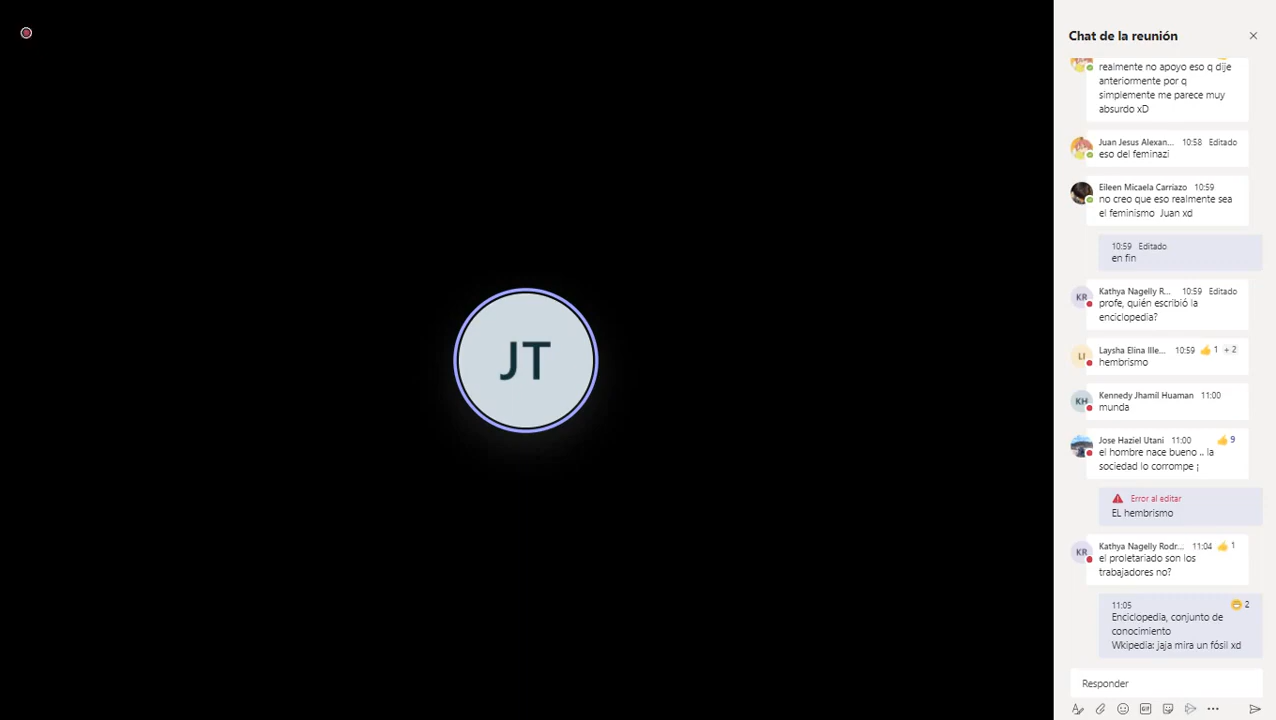 Chat de la reunión
realmente no apoyo eso q dije
anteriormente por q
simplemente me parece muy
absurdo xD
Juan Jesus Alexan... 10:58 Editado
eso del feminazi
Eileen Micaela Carriazo 10:59
no creo que eso realmente sea
el feminismo Juan xd
10:59 Editado
en fin
KR
Kathya Nagelly R... 10:59 Editado
profe, quién escribió la
enciclopedia?
LI
Laysha Elina Ille... 10:59 1 + 2
hembrismo
KH
Kennedy Jhamil Huaman 11:00
munda
Jose Haziel Utani 11:00 9
el hombre nace bueno .. la
sociedad lo corrompe ¡
Error al editar
EL hembrismo
KR
Kathya Nagelly Rodr... 11:04 1
el proletariado son los
trabajadores no?
11:05 2
Enciclopedia, conjunto de
conocimiento
Wkipedia: jaja mira un fósil xd
Responder
GIF
JT